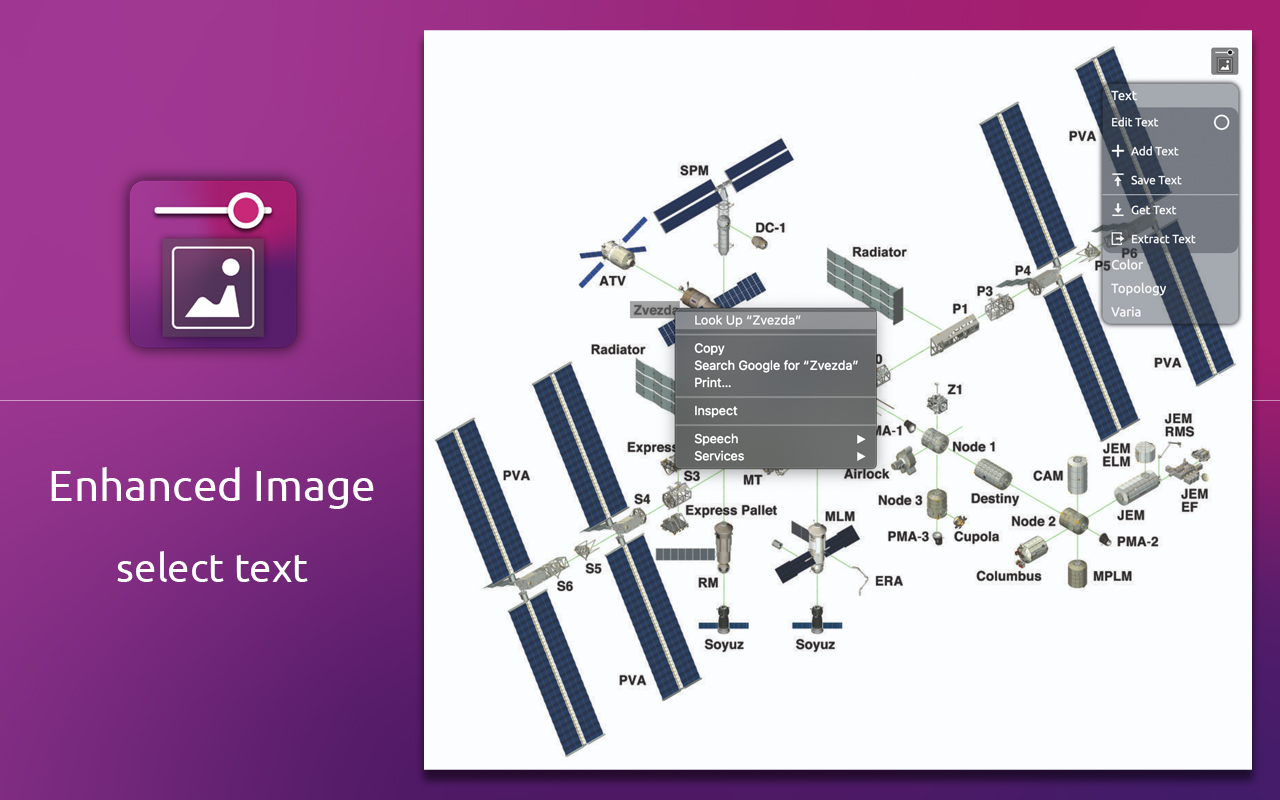 Enhanced Image
select text
Text
Edit Text
Add Text
Save Text
Get Text
Extract Text
Color
Topology
Varia
PVA
SPM
DC-1
ATV
Radiator
P6
P5
P4
P3
P1
Zvezda
Look Up “Zvezda”
Copy
Search Google for “Zvezda”
Print...
Inspect
Speech
Services
Radiator
0
PVA
Z1
MA-1
Node 1
JEM
RMS
JEM
ELM
Express
S3
MT
Airlock
CAM
PVA
S4
Express Pallet
Node 3
Destiny
JEM
EF
MLM
Node 2
JEM
PMA-3
Cupola
PMA-2
S5
S6
RM
ERA
Columbus
MPLM
Soyuz
Soyuz
PVA